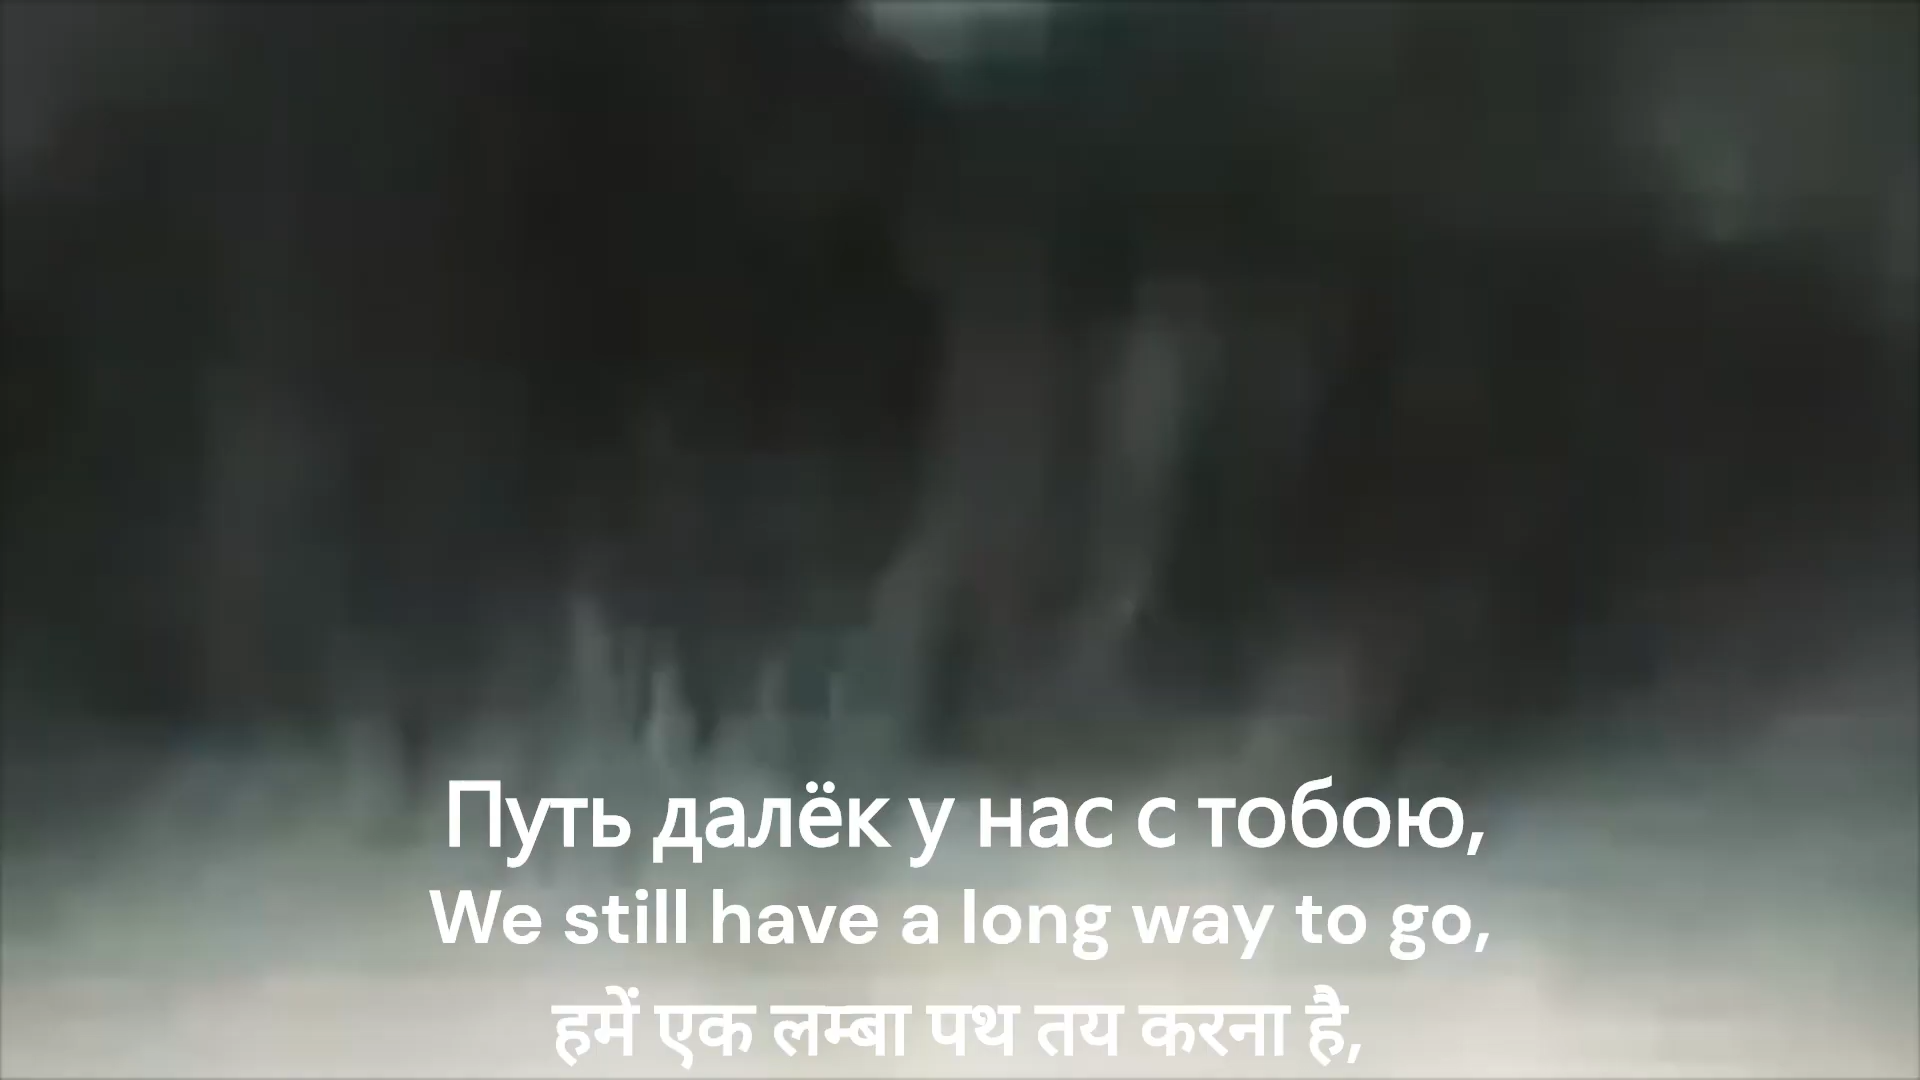 Путь далёк у нас с тобою,
We still have a long way to go,
हमें एक लम्बा पथ तय करना है,